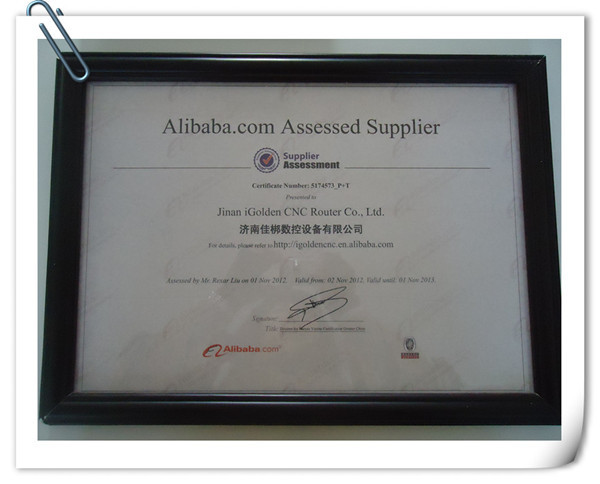 Alibaba.com Assessed Supplier
Supplier
Assessment
Certificate Number: 5174573_P+T
Presented to
Jinan iGolden CNC Router Co., Ltd.
济南佳梆数控设备有限公司
For details, please refer to http://igoldencnc.en.alibaba.com
Assessed by Mr. Rexar Liu on 01 Nov 2012. Valid from: 02 Nov 2012, Valid until: 01 Nov 2013.
Signature:
Title:
Alibaba.com